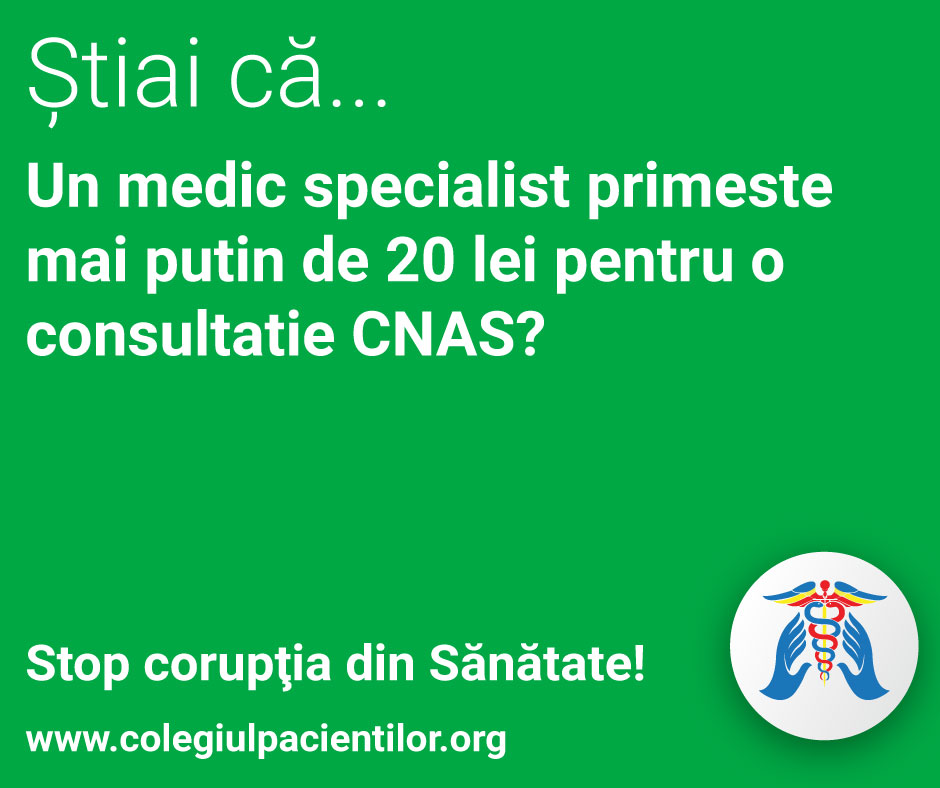 Știai că...
Un medic specialist primeste
mai putin de 20 lei pentru o
consultatie CNAS?
Stop corupţia din Sănătate!
www.colegiulpacientilor.org